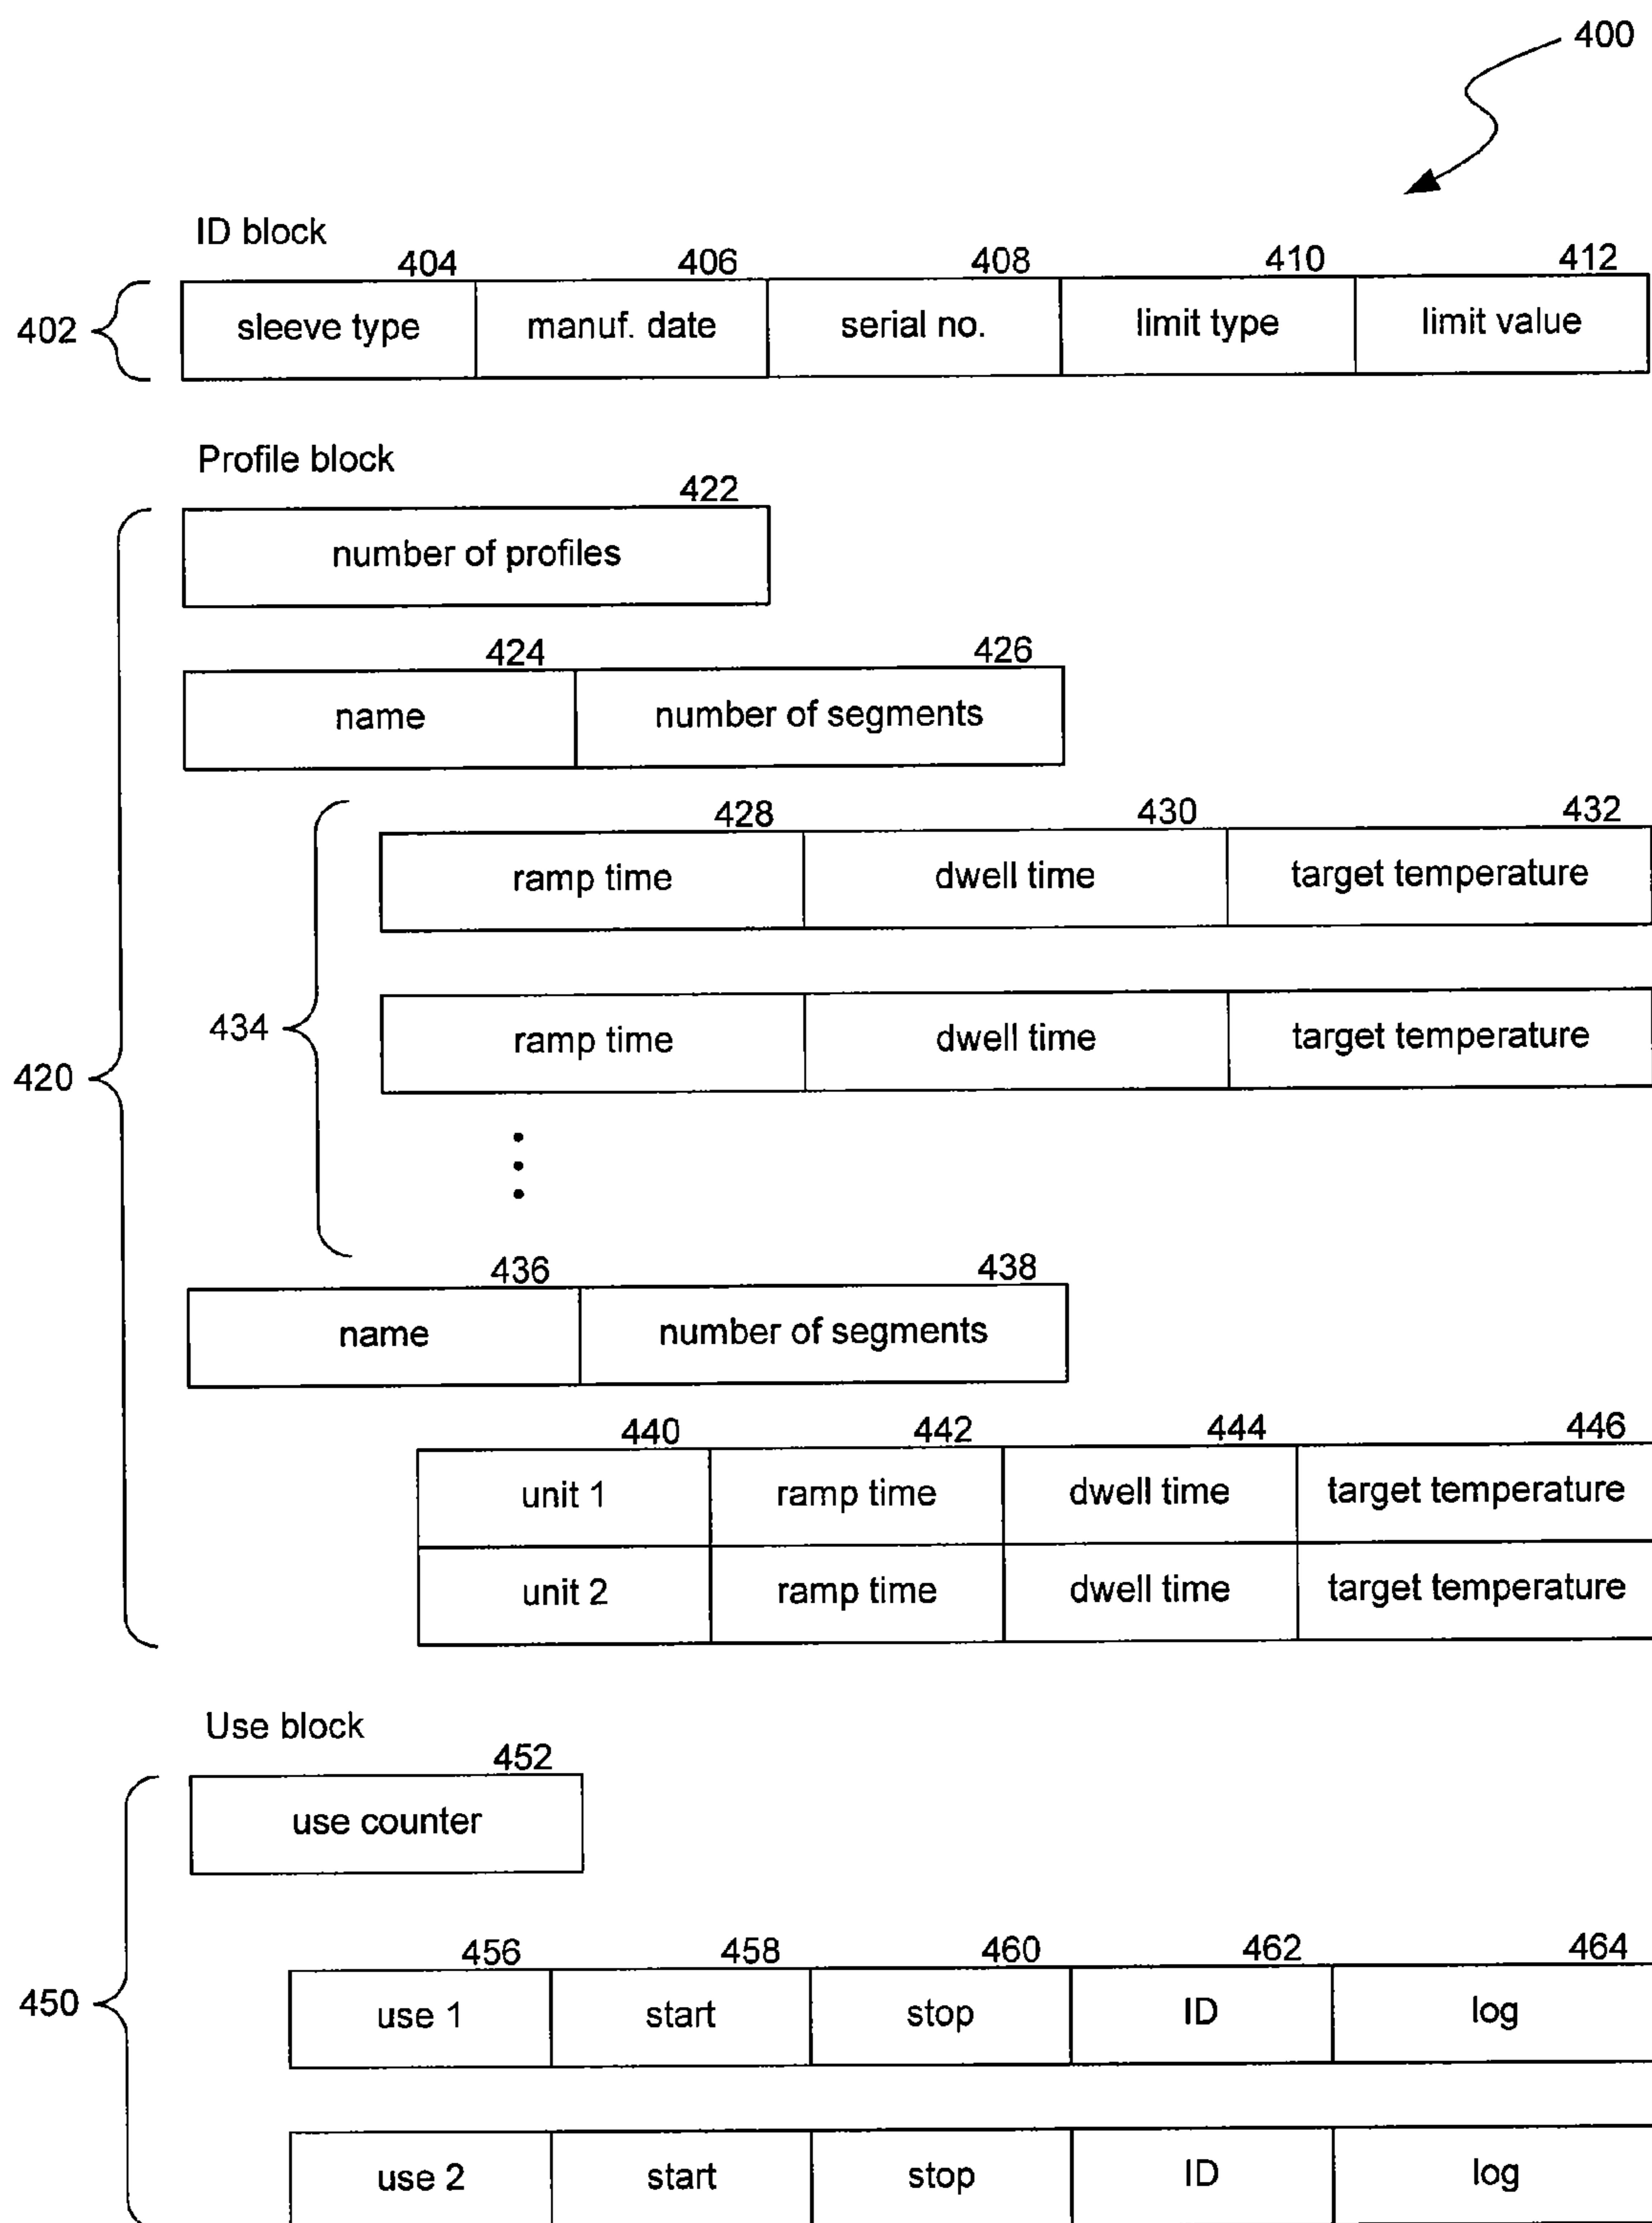 400
ID block
404 406 408 410 412
402 sleeve type manuf. date serial no. limit type limit value
Profile block
422
number of profiles
424 426
name number of segments
428 430 432
ramp time dwell time target temperature
434 ramp time dwell time target temperature
420
436 438
name number of segments
440 442 444 446
unit 1 ramp time dwell time target temperature
unit 2 ramp time dwell time target temperature
Use block
452
use counter
456 458 460 462 464
450 use 1 start stop ID log
use 2 start stop ID log